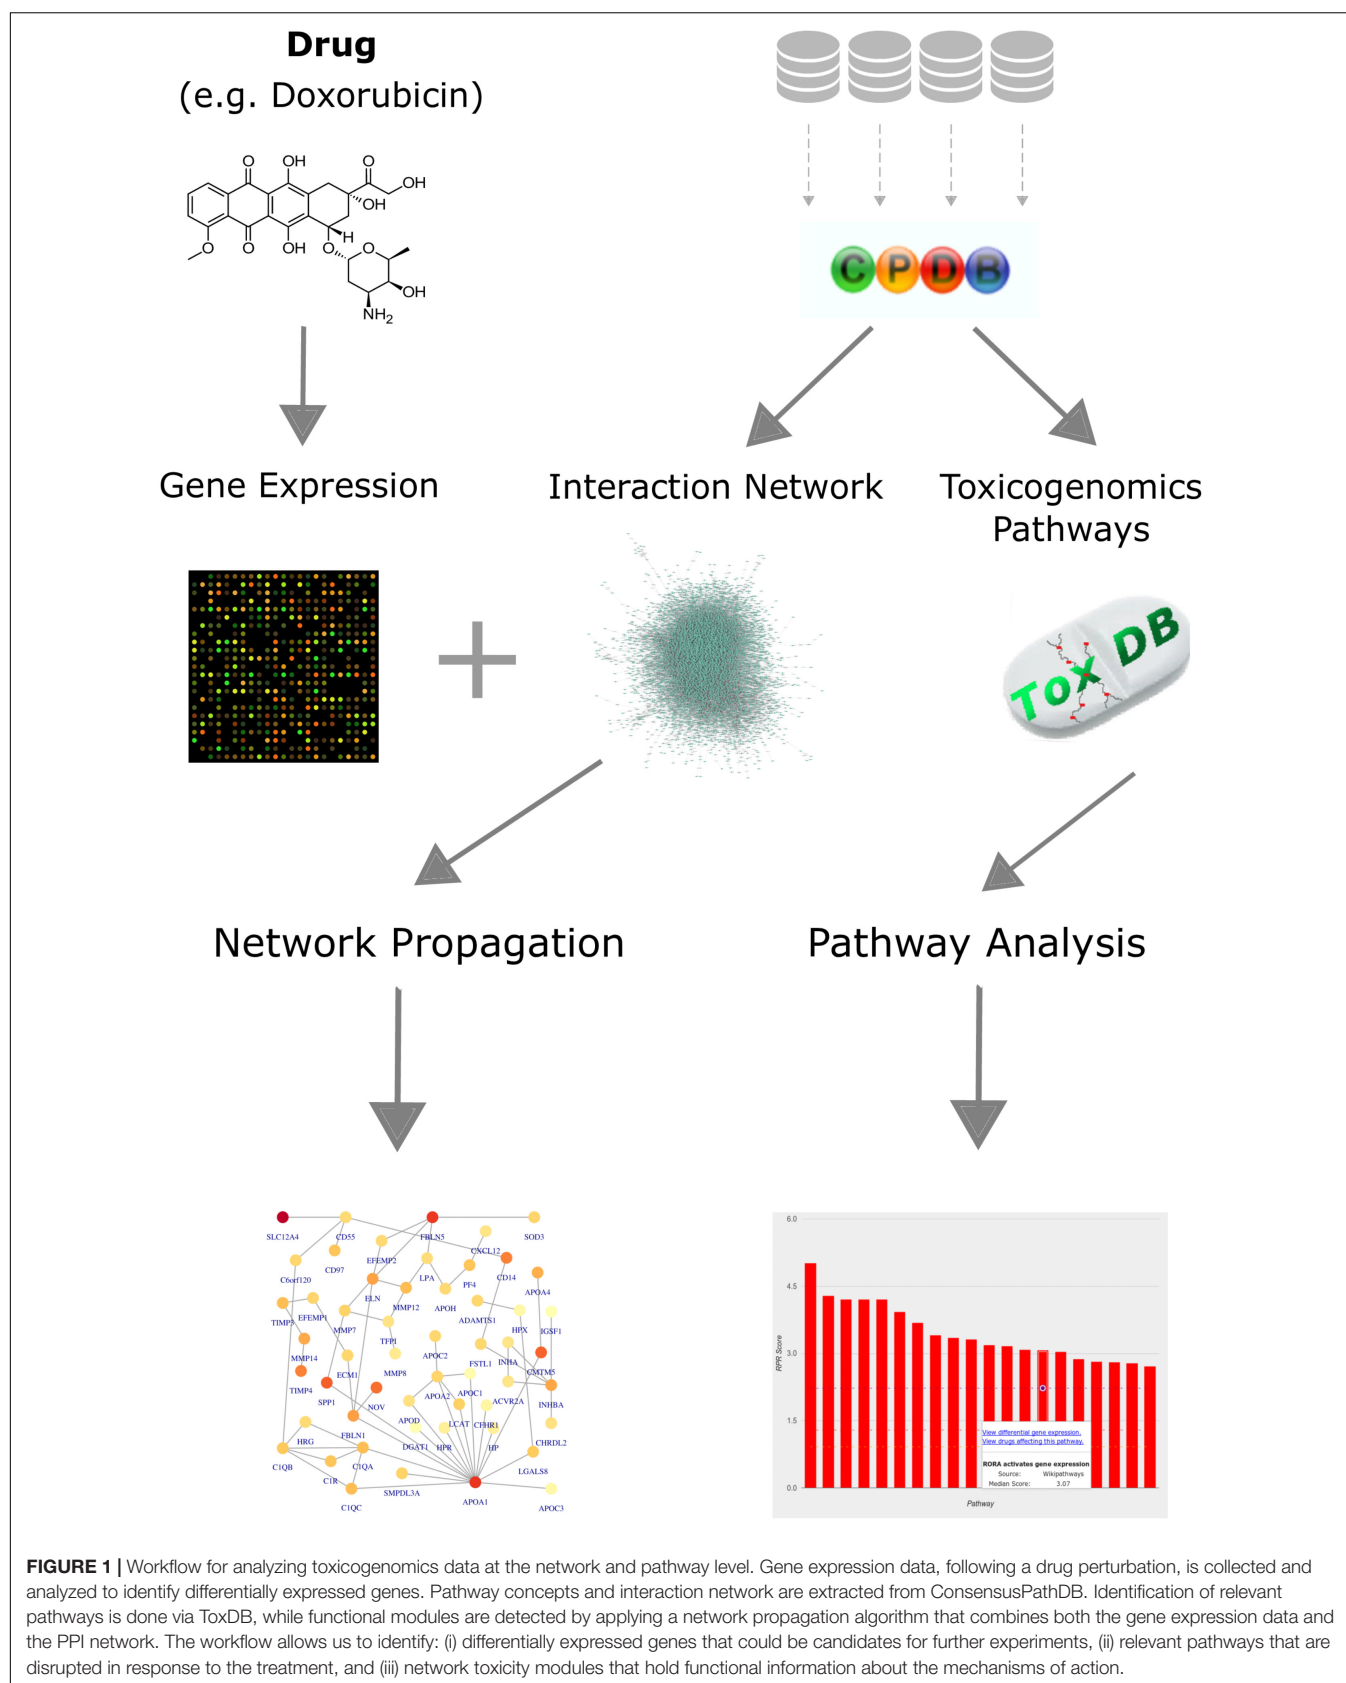 Drug
(e.g. Doxorubicin)
O
OH
O
OH
OH
O
O
OH
H
O
O
OH
NH2
C P D B
Gene Expression
Interaction Network
Toxicogenomics
Pathways
ToX DB
Network Propagation
Pathway Analysis
SLC12A4
CD55
FBLN5
SOD3
CD97
EFEMP2
CXCL12
C6orf120
LPA
PF4
CD14
APOA4
ELN
MMP12
APOH
TIMP3
EFEMP1
MMP7
TFPI
ADAMTS1
HPX
IGSF1
MMP14
ECM1
MMP8
APOC2
FSTL1
INHA
CMTM5
TIMP4
SPP1
NOV
APOA2
APOC1
ACVR2A
INHBA
HRG
FBLN1
APOD
LCAT
CFHR1
CHRDL2
C1QB
C1R
C1QA
DGAT1
HPR
HP
LGALS8
C1QC
SMPDL3A
APOA1
APOC3
6.0
4.5
3.0
1.5
0.0
RPR Score
View differential gene expression.
View drugs affecting this pathway.
RORA activates gene expression
Source: Wikipathways
Median Score: 3.07
Pathway
FIGURE 1 | Workflow for analyzing toxicogenomics data at the network and pathway level. Gene expression data, following a drug perturbation, is collected and
analyzed to identify differentially expressed genes. Pathway concepts and interaction network are extracted from ConsensusPathDB. Identification of relevant
pathways is done via ToxDB, while functional modules are detected by applying a network propagation algorithm that combines both the gene expression data and
the PPI network. The workflow allows us to identify: (i) differentially expressed genes that could be candidates for further experiments, (ii) relevant pathways that are
disrupted in response to the treatment, and (iii) network toxicity modules that hold functional information about the mechanisms of action.